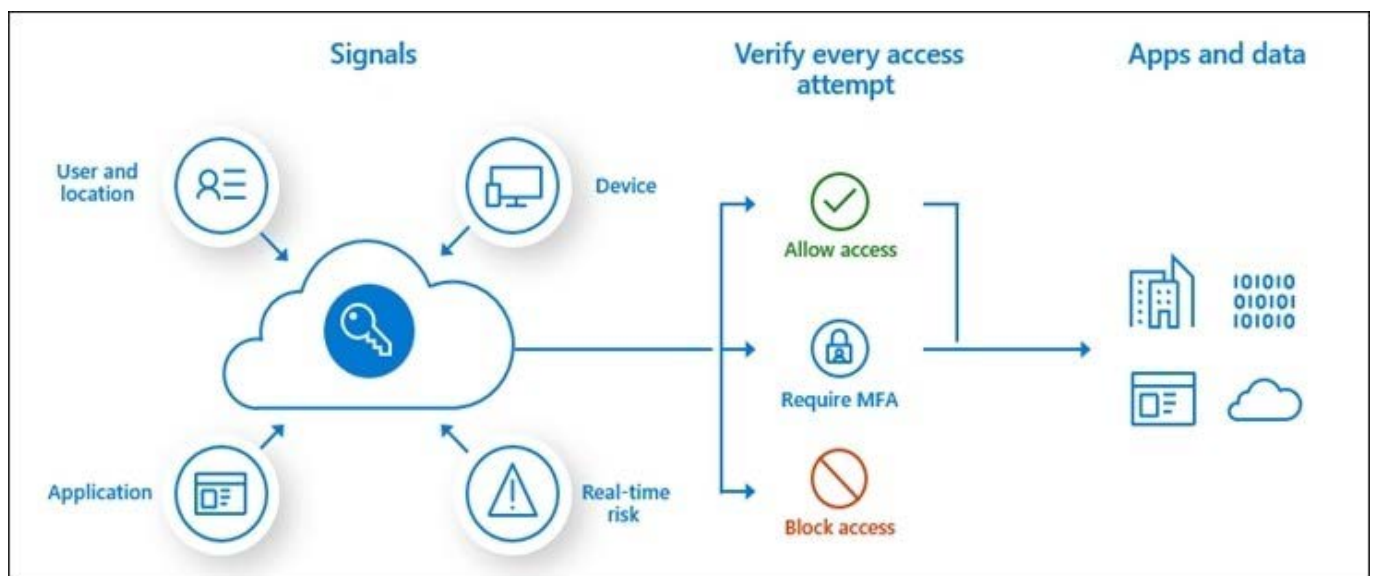 Signals
Verify every access
attempt
Apps and data
User and
location
Device
Allow access
101010
010101
101010
Require MFA
Application
Real-time
risk
Block access